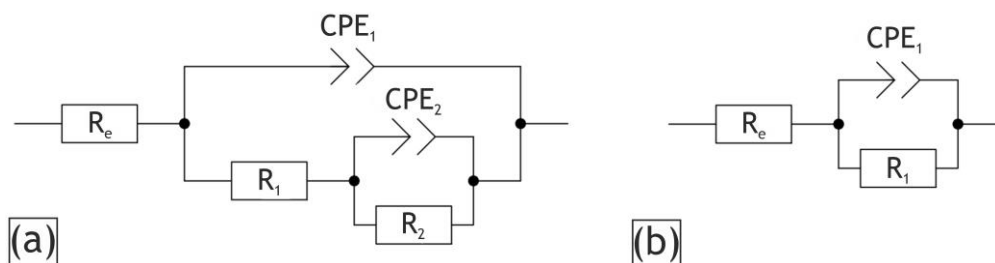 CPE₁
CPE₂
Rₑ
R₁
R₂
(a)
CPE₁
Rₑ
R₁
(b)